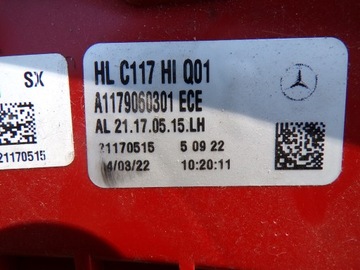 SX
21170515
HL C117 HI Q01
A1179060301 ECE
AL 21.17.05.15.LH
21170515 5 09 22
4/03/22 10:20:11